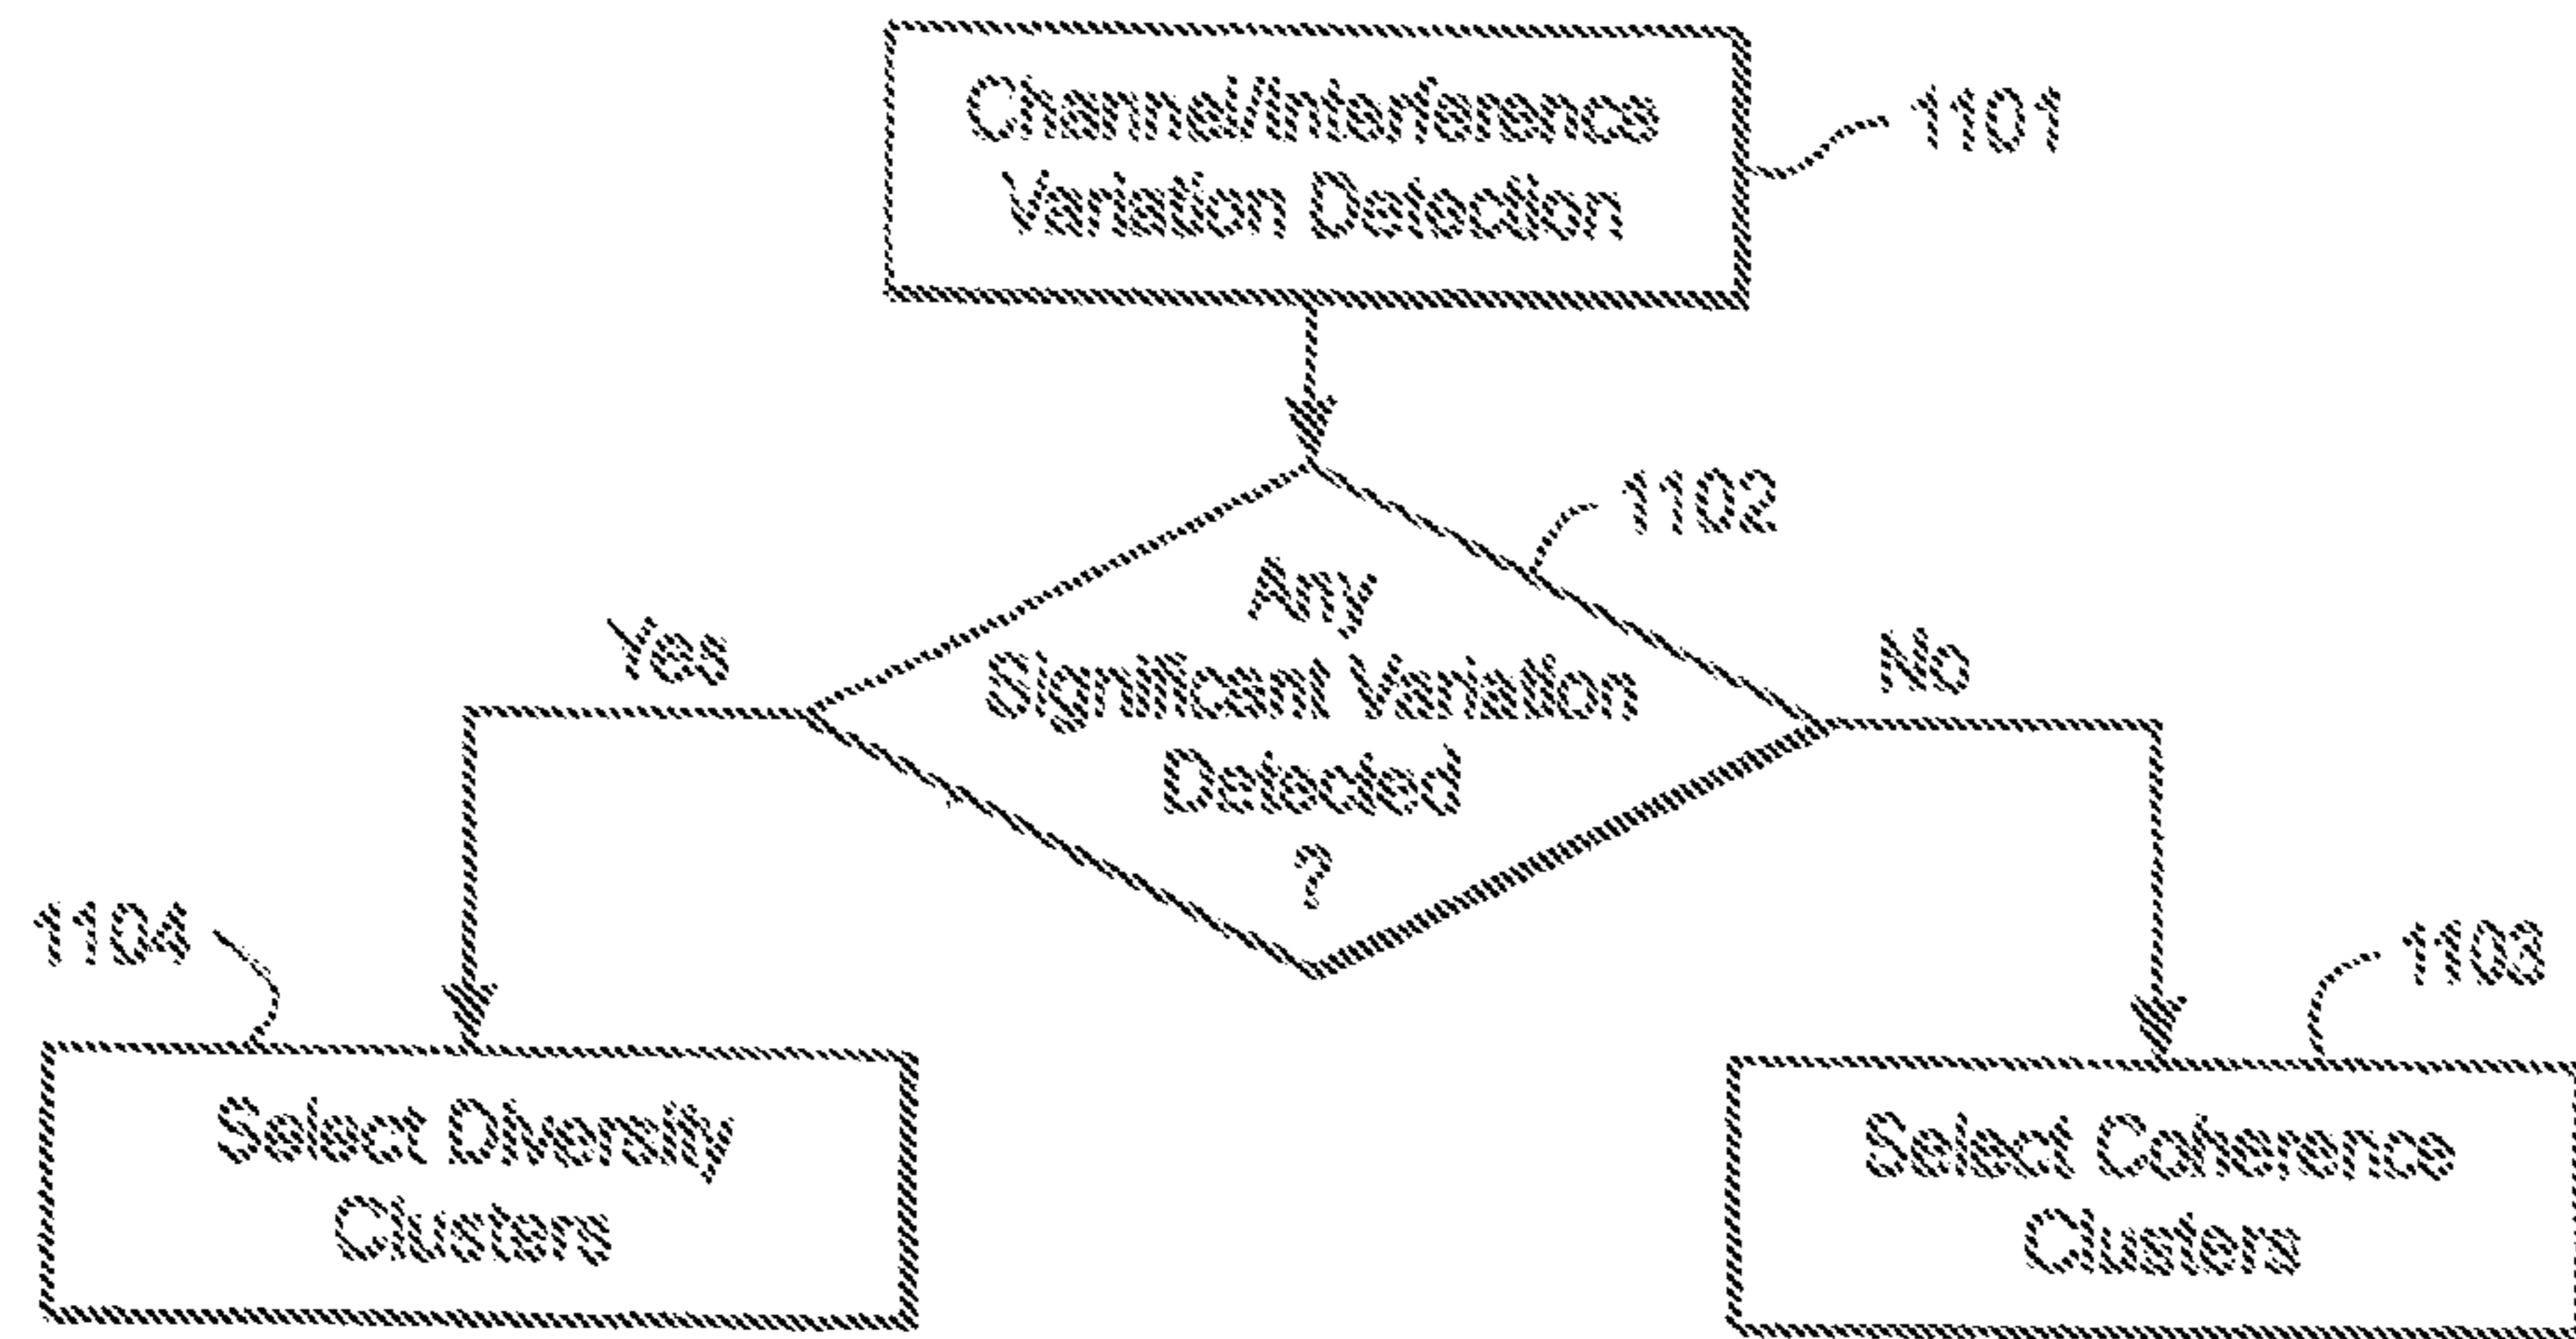 Channel/Interference
Variation Detection
1101
1102
Any
Significant Variation
Detected
?
Yes
No
1104
1103
Select Diversity
Clusters
Select Coherence
Clusters